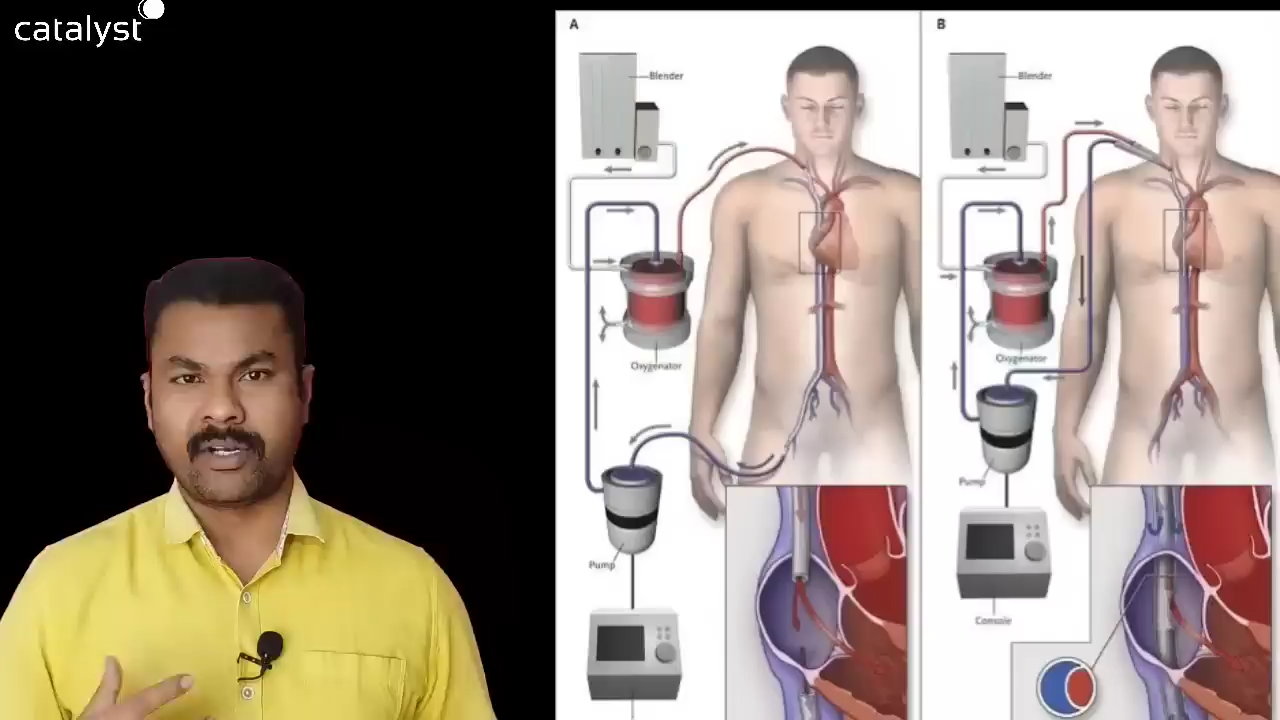 catalyst
A
Blender
Oxygenator
Pump
B
Blender
Oxygenator
Pump
Console